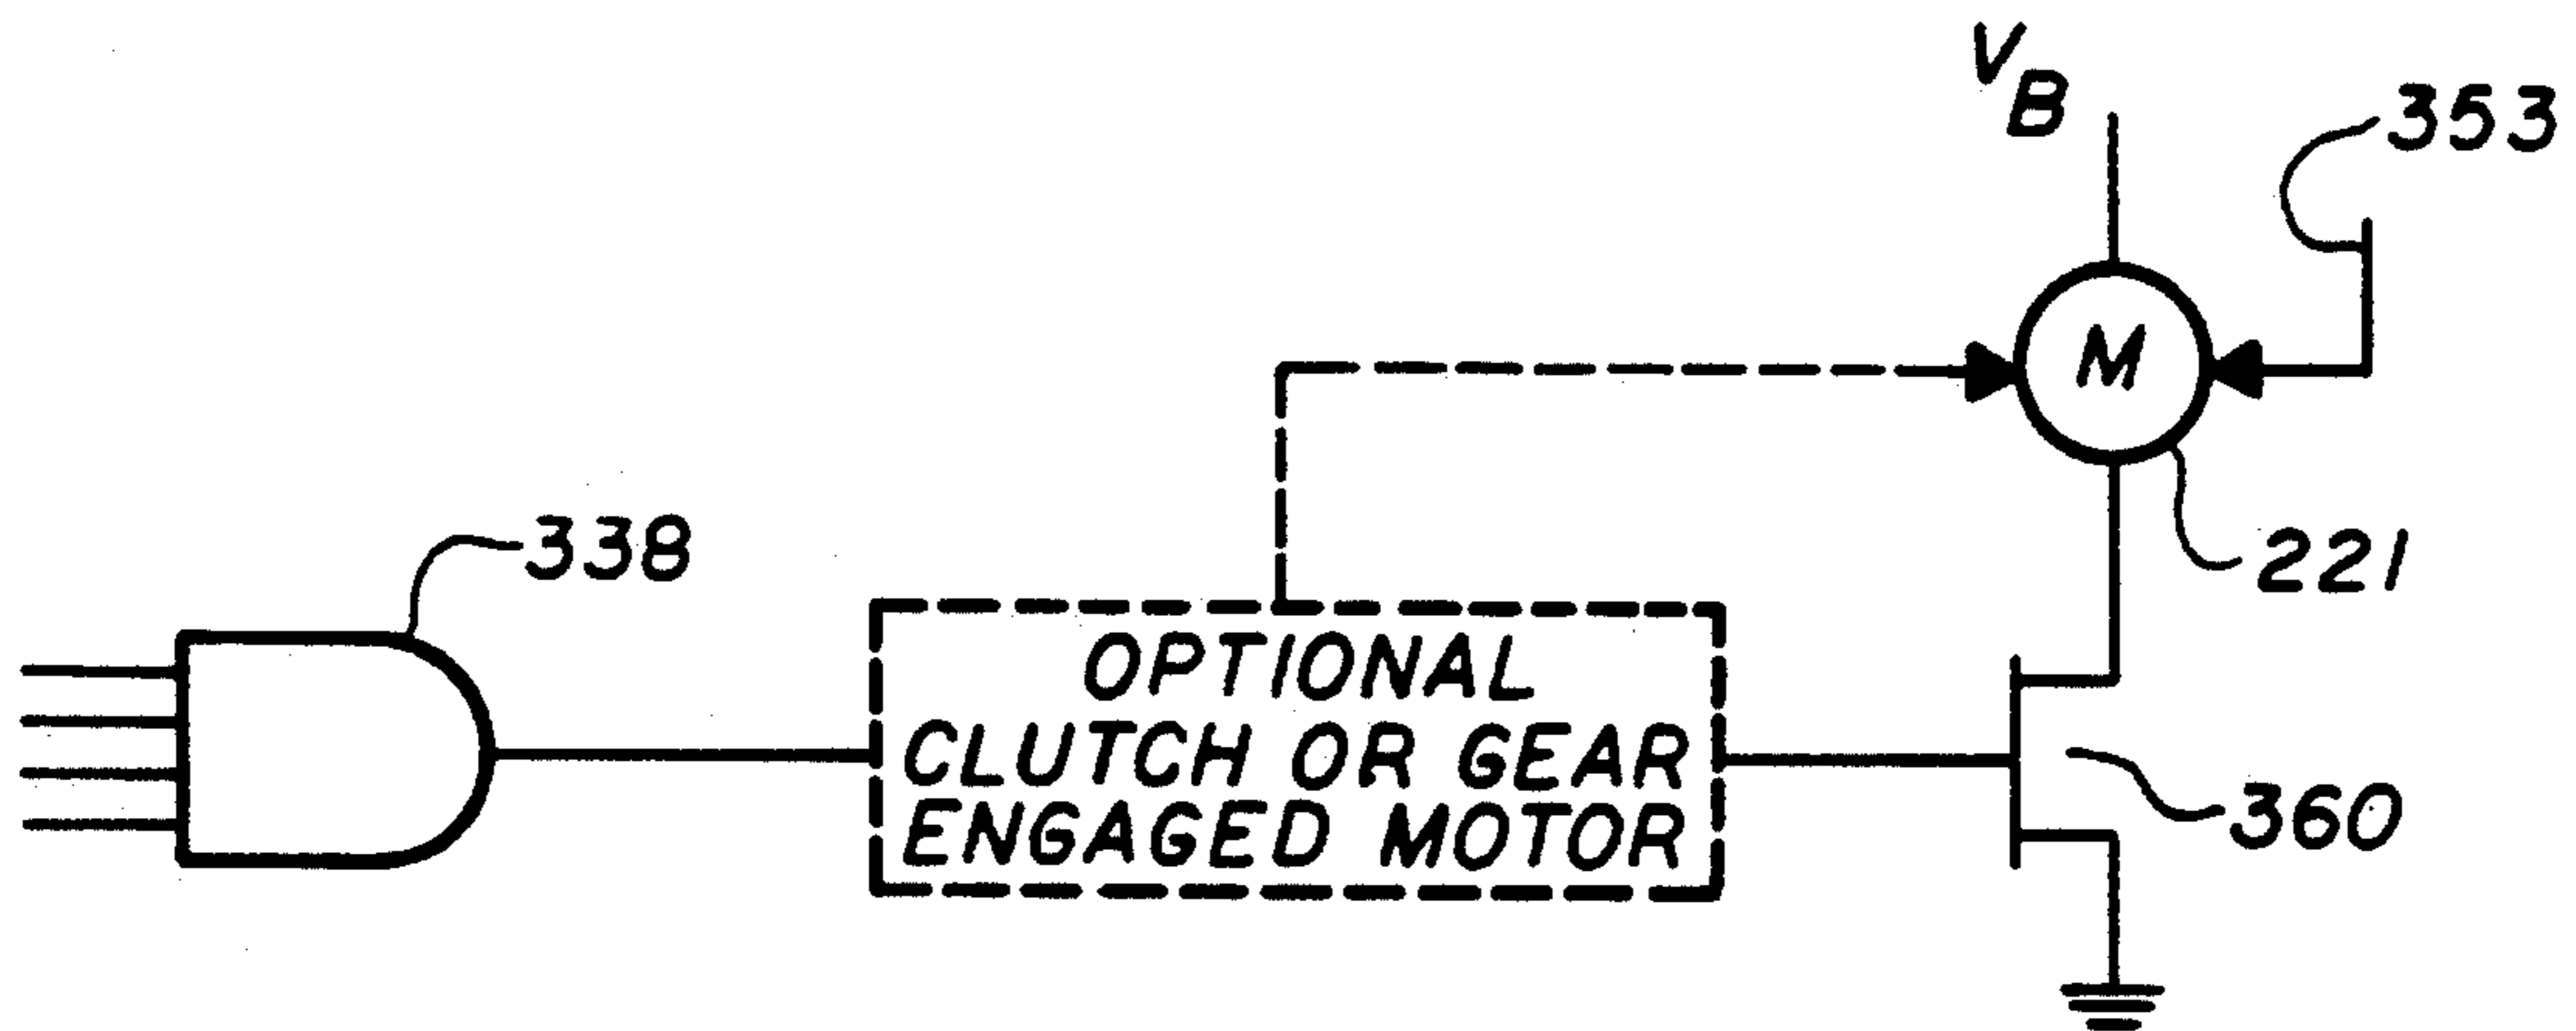 V_B
353
M
338
221
OPTIONAL
CLUTCH OR GEAR
ENGAGED MOTOR
360